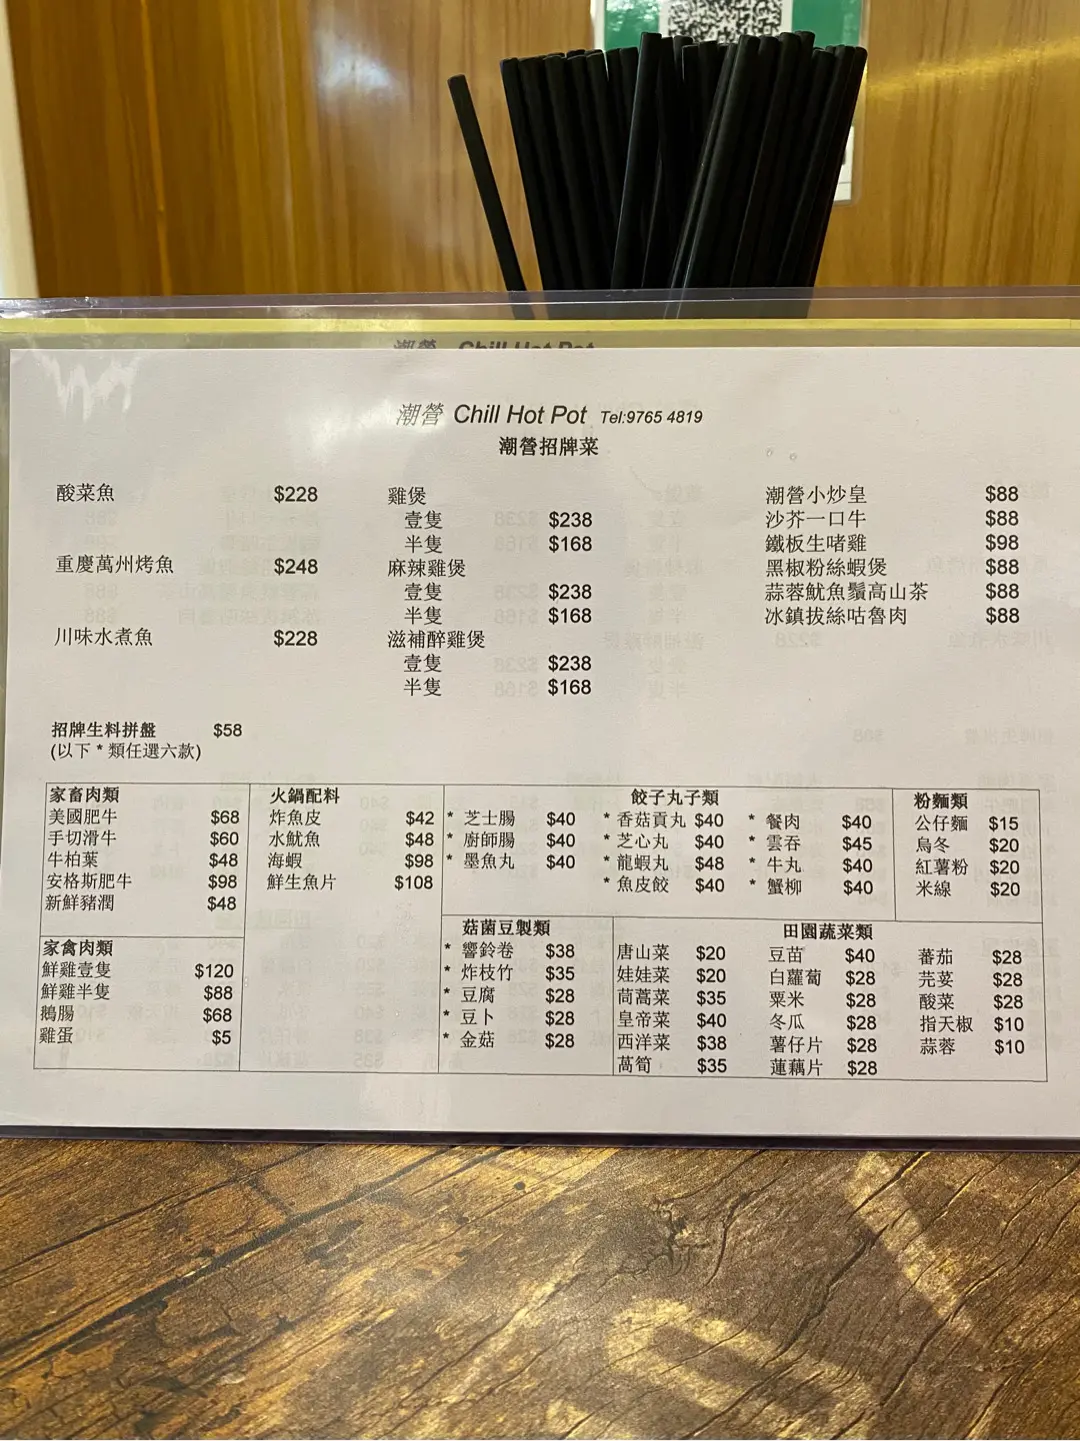 潮營 Chill Hot Pot Tel:9765 4819
潮營招牌菜
酸菜魚 $228
重慶萬州烤魚 $248
川味水煮魚 $228
雞煲
壹隻 $238
半隻 $168
麻辣雞煲
壹隻 $238
半隻 $168
滋補醉雞煲
壹隻 $238
半隻 $168
潮營小炒皇 $88
沙芥一口牛 $88
鐵板生啫雞 $98
黑椒粉絲蝦煲 $88
蒜蓉魷魚鬚高山茶 $88
冰鎮拔絲咕魯肉 $88
招牌生料拼盤 $58
(以下 * 類任選六款)
家畜肉類
美國肥牛 $68
手切滑牛 $60
牛柏葉 $48
安格斯肥牛 $98
新鮮豬潤 $48
家禽肉類
鮮雞壹隻 $120
鮮雞半隻 $88
鵝腸 $68
雞蛋 $5
火鍋配料
炸魚皮 $42
水魷魚 $48
海蝦 $98
鮮生魚片 $108
餃子丸子類
* 芝士腸 $40
* 廚師腸 $40
* 墨魚丸 $40
* 香菇貢丸 $40
* 芝心丸 $40
* 龍蝦丸 $48
* 魚皮餃 $40
* 餐肉 $40
* 雲吞 $45
* 牛丸 $40
* 蟹柳 $40
粉麵類
公仔麵 $15
烏冬 $20
紅薯粉 $20
米線 $20
菇菌豆製類
* 響鈴卷 $38
* 炸枝竹 $35
* 豆腐 $28
* 豆卜 $28
* 金菇 $28
田園蔬菜類
唐山菜 $20
娃娃菜 $20
茼蒿菜 $35
皇帝菜 $40
西洋菜 $38
萵筍 $35
豆苗 $40
白蘿蔔 $28
粟米 $28
冬瓜 $28
薯仔片 $28
蓮藕片 $28
蕃茄 $28
芫荽 $28
酸菜 $28
指天椒 $10
蒜蓉 $10